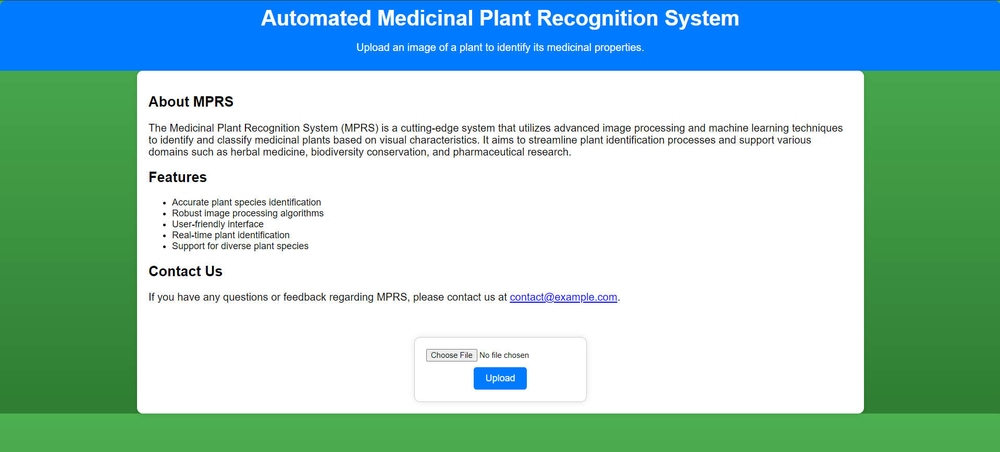 Automated Medicinal Plant Recognition System
Upload an image of a plant to identify its medicinal properties.
About MPRS
The Medicinal Plant Recognition System (MPRS) is a cutting-edge system that utilizes advanced image processing and machine learning techniques
to identify and classify medicinal plants based on visual characteristics. It aims to streamline plant identification processes and support various
domains such as herbal medicine, biodiversity conservation, and pharmaceutical research.
Features
• Accurate plant species identification
• Robust image processing algorithms
• User-friendly interface
• Real-time plant identification
• Support for diverse plant species
Contact Us
If you have any questions or feedback regarding MPRS, please contact us at contact@example.com.
Choose File No file chosen
Upload